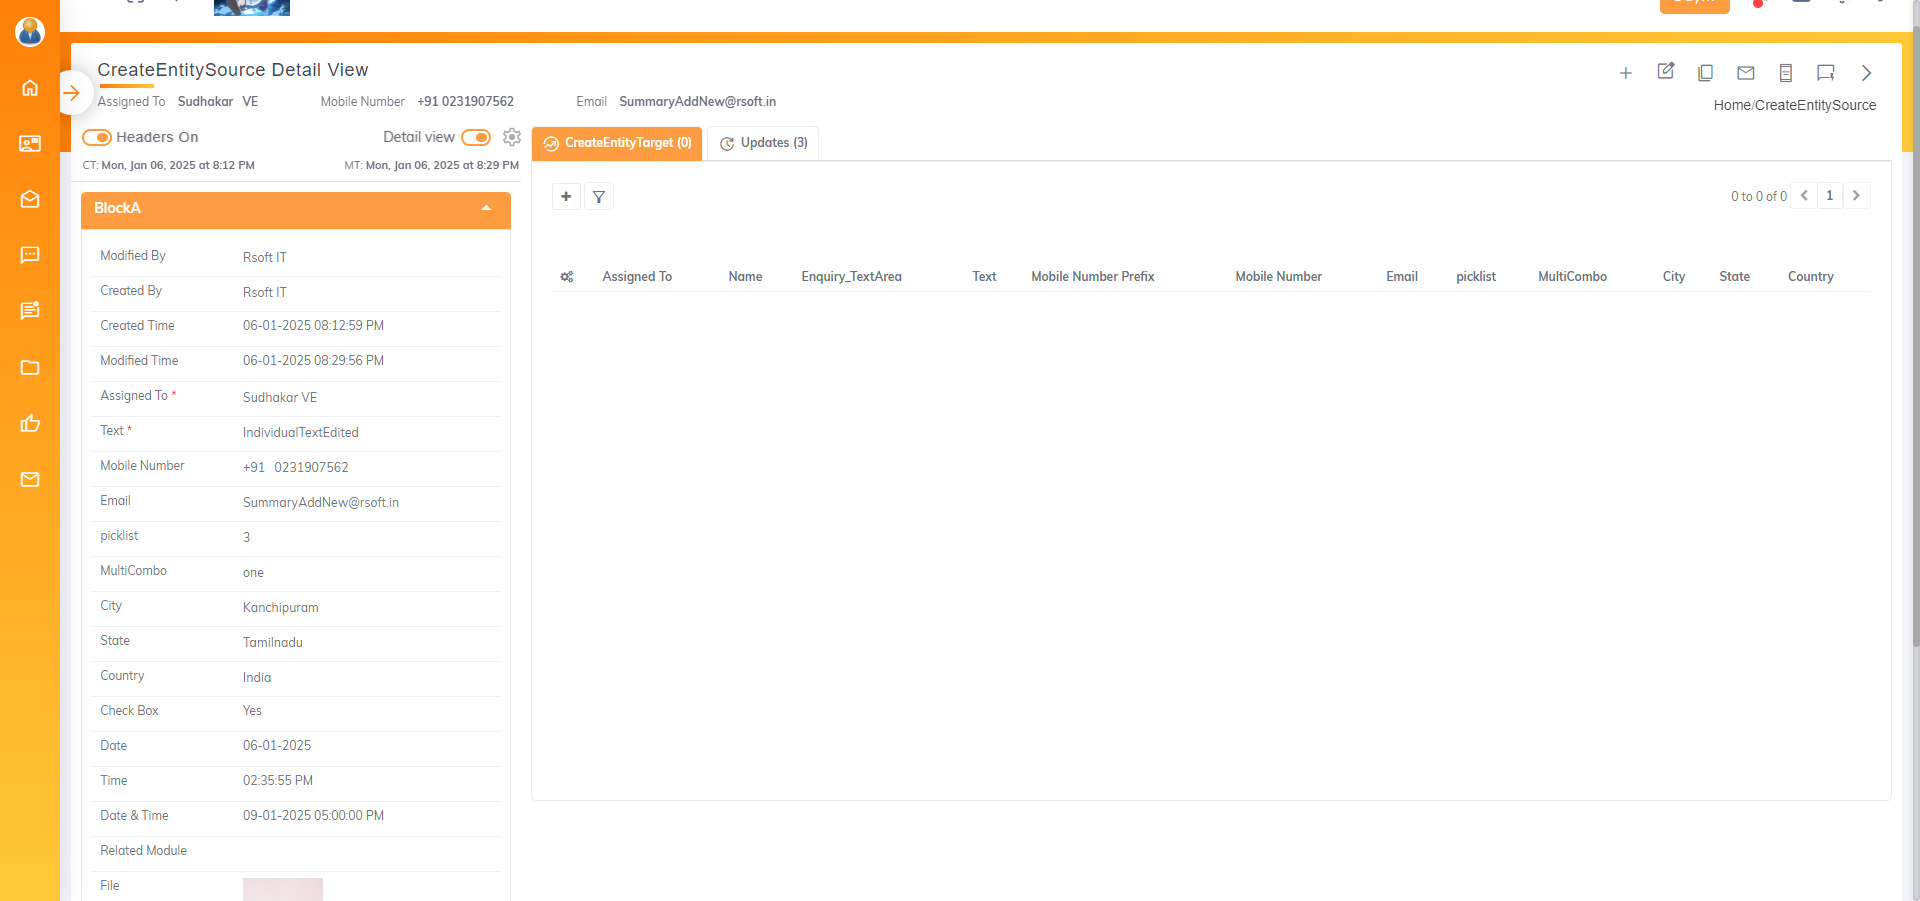 CreateEntitySource Detail View
Assigned To Sudhakar VE Mobile Number +91 0231907562 Email SummaryAddNew@rsoft.in
Home/CreateEntitySource
Headers On Detail view
CT: Mon, Jan 06, 2025 at 8:12 PM MT: Mon, Jan 06, 2025 at 8:29 PM
BlockA
Modified By Rsoft IT
Created By Rsoft IT
Created Time 06-01-2025 08:12:59 PM
Modified Time 06-01-2025 08:29:56 PM
Assigned To * Sudhakar VE
Text * IndividualTextEdited
Mobile Number +91 0231907562
Email SummaryAddNew@rsoft.in
picklist 3
MultiCombo one
City Kanchipuram
State Tamilnadu
Country India
Check Box Yes
Date 06-01-2025
Time 02:35:55 PM
Date & Time 09-01-2025 05:00:00 PM
Related Module
File
CreateEntityTarget (0) Updates (3)
0 to 0 of 0 1
Assigned To Name Enquiry_TextArea Text Mobile Number Prefix Mobile Number Email picklist MultiCombo City State Country